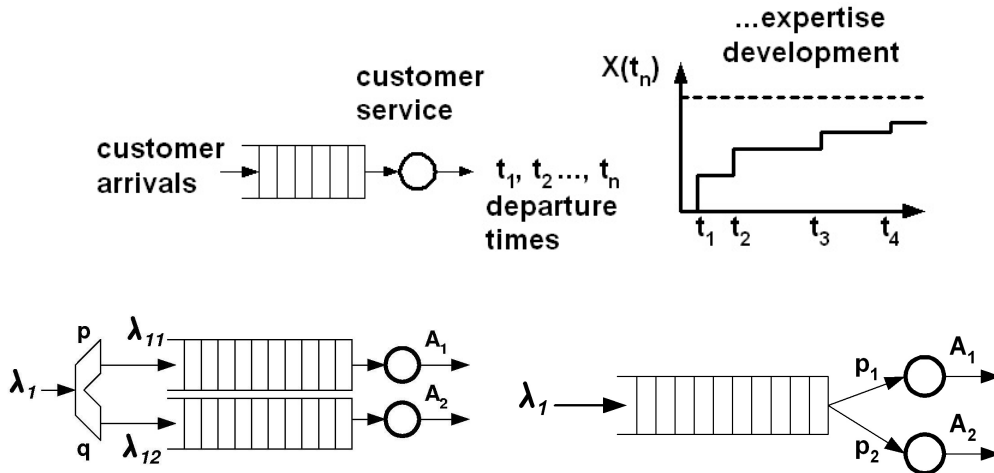 customer
arrivals
customer
service
t1, t2 ..., tn
departure
times
...expertise
development
X(tn)
t1 t2 t3 t4
λ1
p
q
λ11
λ12
A1
A2
λ1
p1
p2
A1
A2